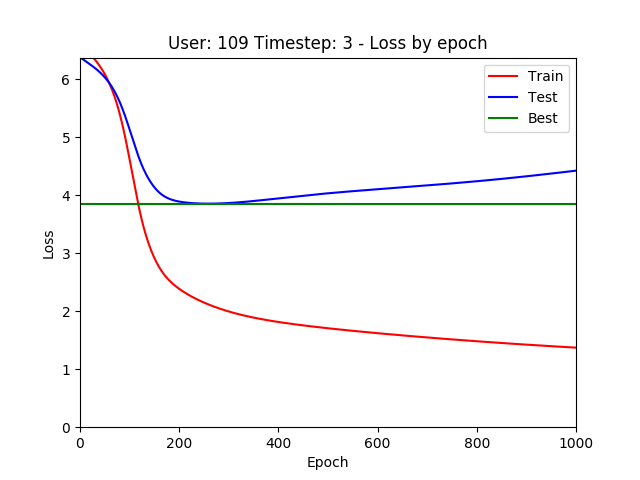 User: 109 Timestep: 3 - Loss by epoch
Train
Test
Best
6
5
4
3
2
1
0
Loss
0 200 400 600 800 1000
Epoch